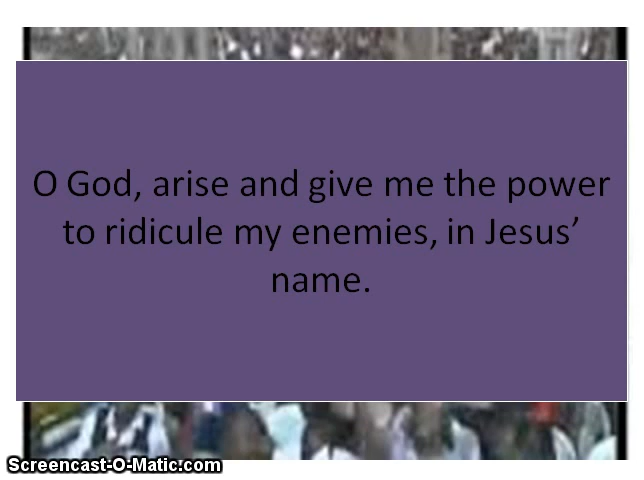 O God, arise and give me the power
to ridicule my enemies, in Jesus’
name.
Screencast-O-Matic.com